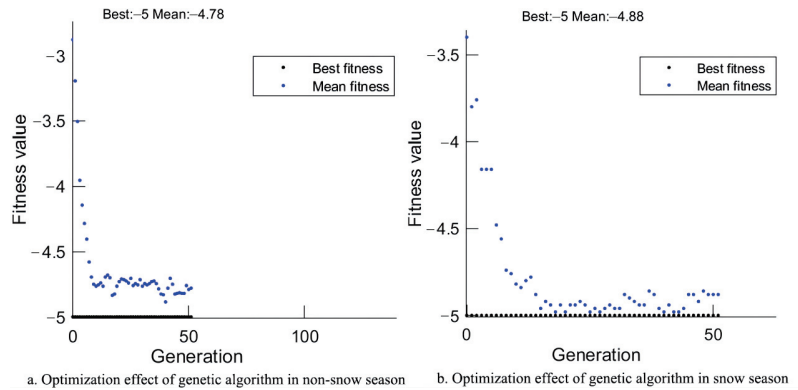 Best:−5 Mean:−4.78
Fitness value
−3
−3.5
−4
−4.5
−5
Best fitness
Mean fitness
0
50
100
Generation
a. Optimization effect of genetic algorithm in non-snow season
Best:−5 Mean:−4.88
Fitness value
−3.5
−4
−4.5
−5
Best fitness
Mean fitness
0
50
Generation
b. Optimization effect of genetic algorithm in snow season